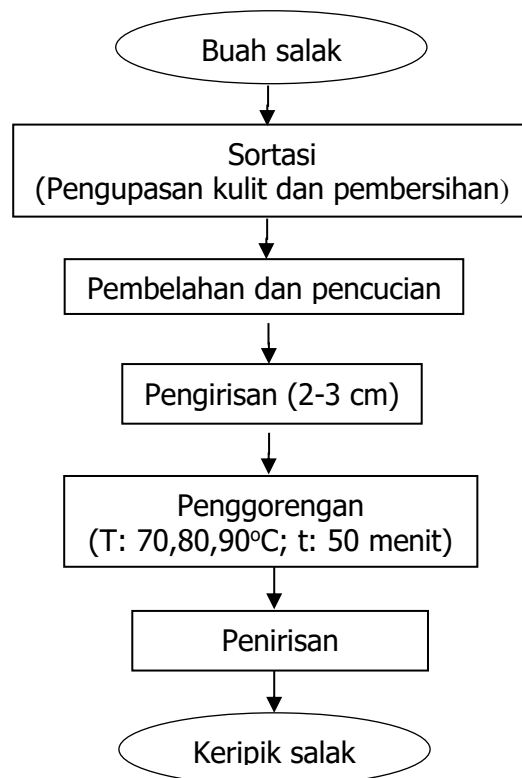 Buah salak
Sortasi
(Pengupasan kulit dan pembersihan)
Pembelahan dan pencucian
Pengirisan (2-3 cm)
Penggorengan
(T: 70,80,90°C; t: 50 menit)
Penirisan
Keripik salak